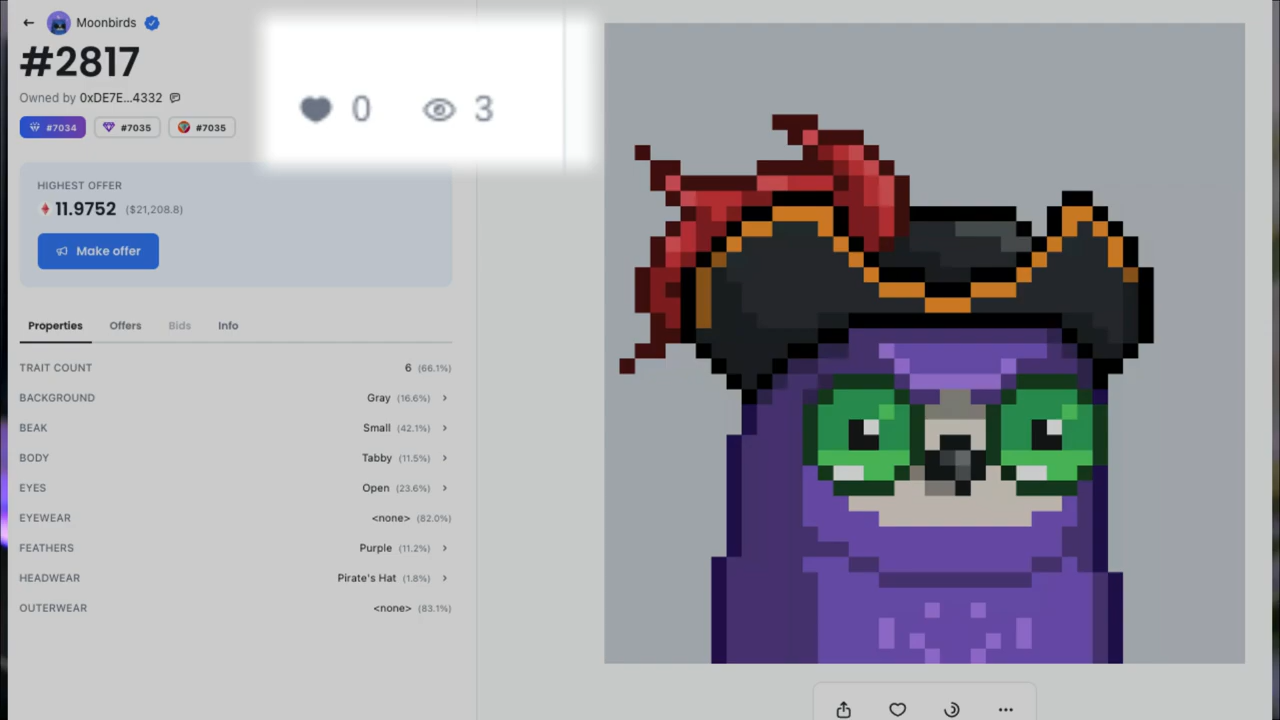 Moonbirds
#2817
Owned by 0xDE7E...4332
#7034 #7035 #7035
0 3
HIGHEST OFFER
11.9752 ($21,208.8)
Make offer
Properties Offers Bids Info
TRAIT COUNT 6 (66.1%)
BACKGROUND Gray (16.6%)
BEAK Small (42.1%)
BODY Tabby (11.5%)
EYES Open (23.6%)
EYEWEAR <none> (82.0%)
FEATHERS Purple (11.2%)
HEADWEAR Pirate's Hat (1.8%)
OUTERWEAR <none> (83.1%)